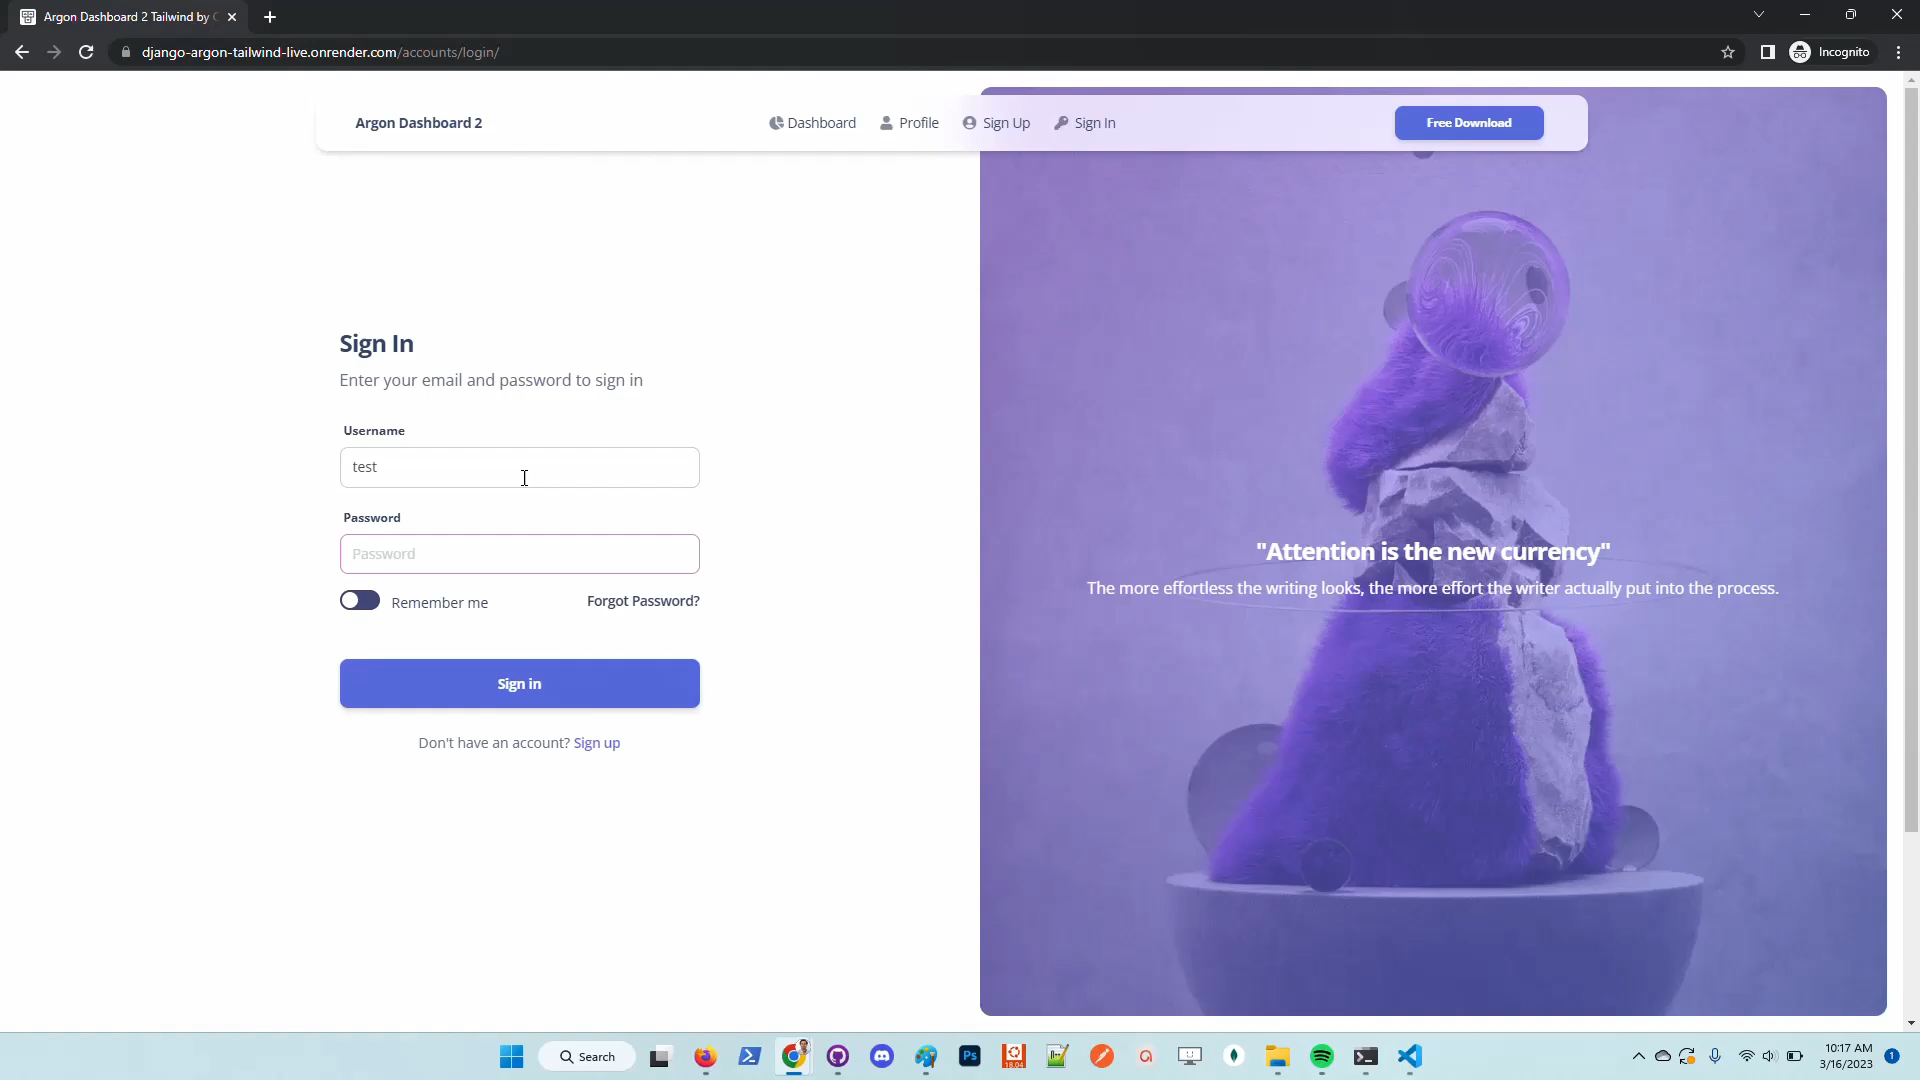 Argon Dashboard 2 Tailwind by C
django-argon-tailwind-live.onrender.com/accounts/login/
Incognito
Argon Dashboard 2
Dashboard
Profile
Sign Up
Sign In
Free Download
Sign In
Enter your email and password to sign in
Username
test
Password
Password
Remember me
Forgot Password?
Sign in
Don't have an account? Sign up
"Attention is the new currency"
The more effortless the writing looks, the more effort the writer actually put into the process.
Search
Ps
18.04
10:17 AM
3/16/2023
1